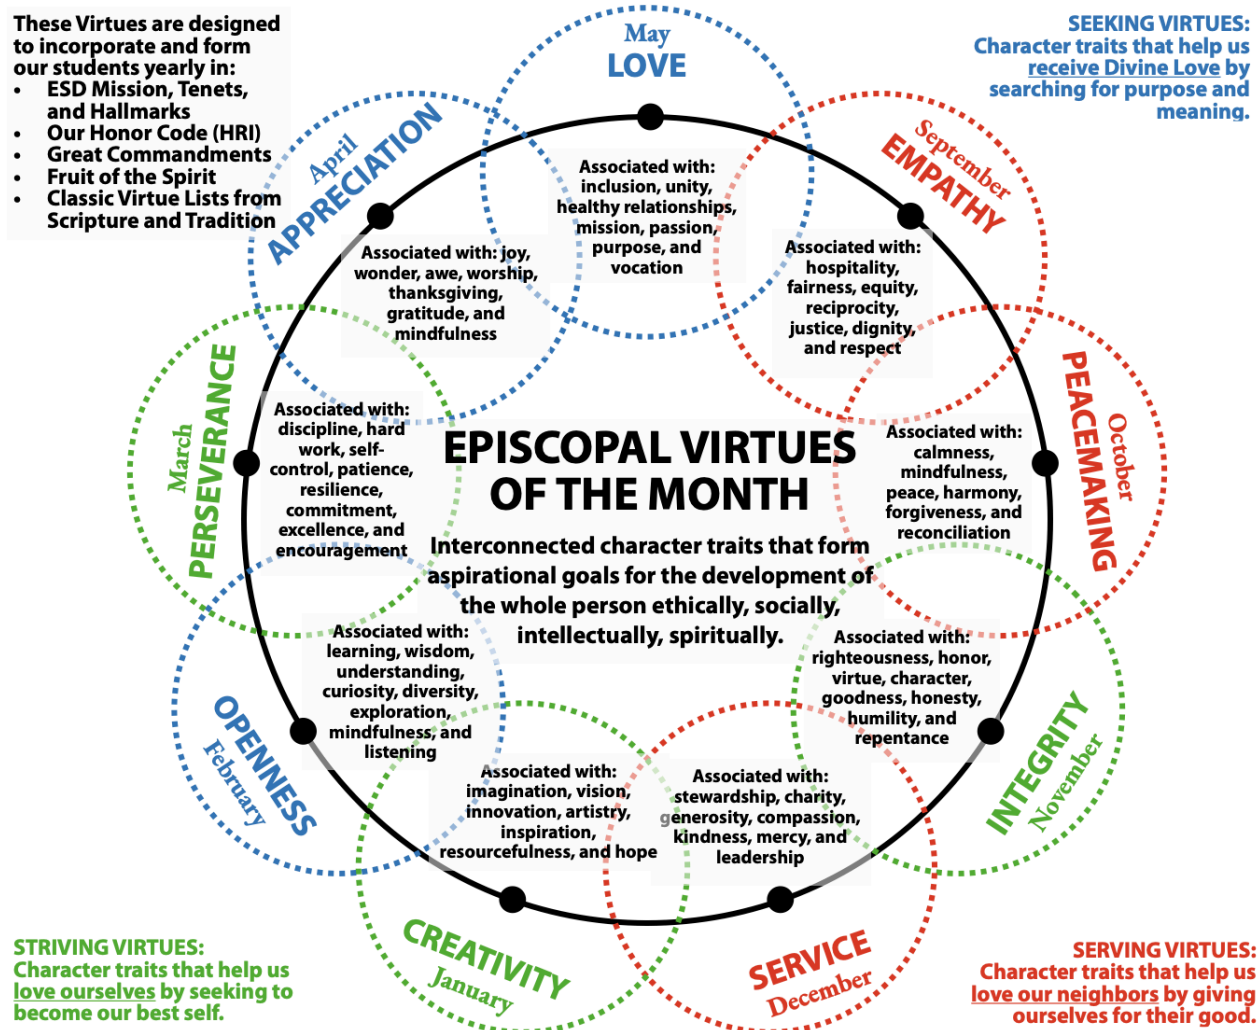 These Virtues are designed
to incorporate and form
our students yearly in:
• ESD Mission, Tenets,
and Hallmarks
• Our Honor Code (HRI)
• Great Commandments
• Fruit of the Spirit
• Classic Virtue Lists from
Scripture and Tradition
SEEKING VIRTUES:
Character traits that help us
receive Divine Love by
searching for purpose and
meaning.
May
LOVE
Associated with:
inclusion, unity,
healthy relationships,
mission, passion,
purpose, and
vocation
September
EMPATHY
Associated with:
hospitality,
fairness, equity,
reciprocity,
justice, dignity,
and respect
October
PEACEMAKING
Associated with:
calmness,
mindfulness,
peace, harmony,
forgiveness, and
reconciliation
INTEGRITY
November
Associated with:
righteousness, honor,
virtue, character,
goodness, honesty,
humility, and
repentance
Associated with:
stewardship, charity,
generosity, compassion,
kindness, mercy, and
leadership
SERVICE
December
Associated with:
imagination, vision,
innovation, artistry,
inspiration,
resourcefulness, and hope
CREATIVITY
January
Associated with:
learning, wisdom,
understanding,
curiosity, diversity,
exploration,
mindfulness, and
listening
OPENNESS
February
March
PERSEVERANCE
Associated with:
discipline, hard
work, self-
control, patience,
resilience,
commitment,
excellence, and
encouragement
April
APPRECIATION
Associated with: joy,
wonder, awe, worship,
thanksgiving,
gratitude, and
mindfulness
EPISCOPAL VIRTUES
OF THE MONTH
Interconnected character traits that form
aspirational goals for the development of
the whole person ethically, socially,
intellectually, spiritually.
STRIVING VIRTUES:
Character traits that help us
love ourselves by seeking to
become our best self.
SERVING VIRTUES:
Character traits that help us
love our neighbors by giving
ourselves for their good.